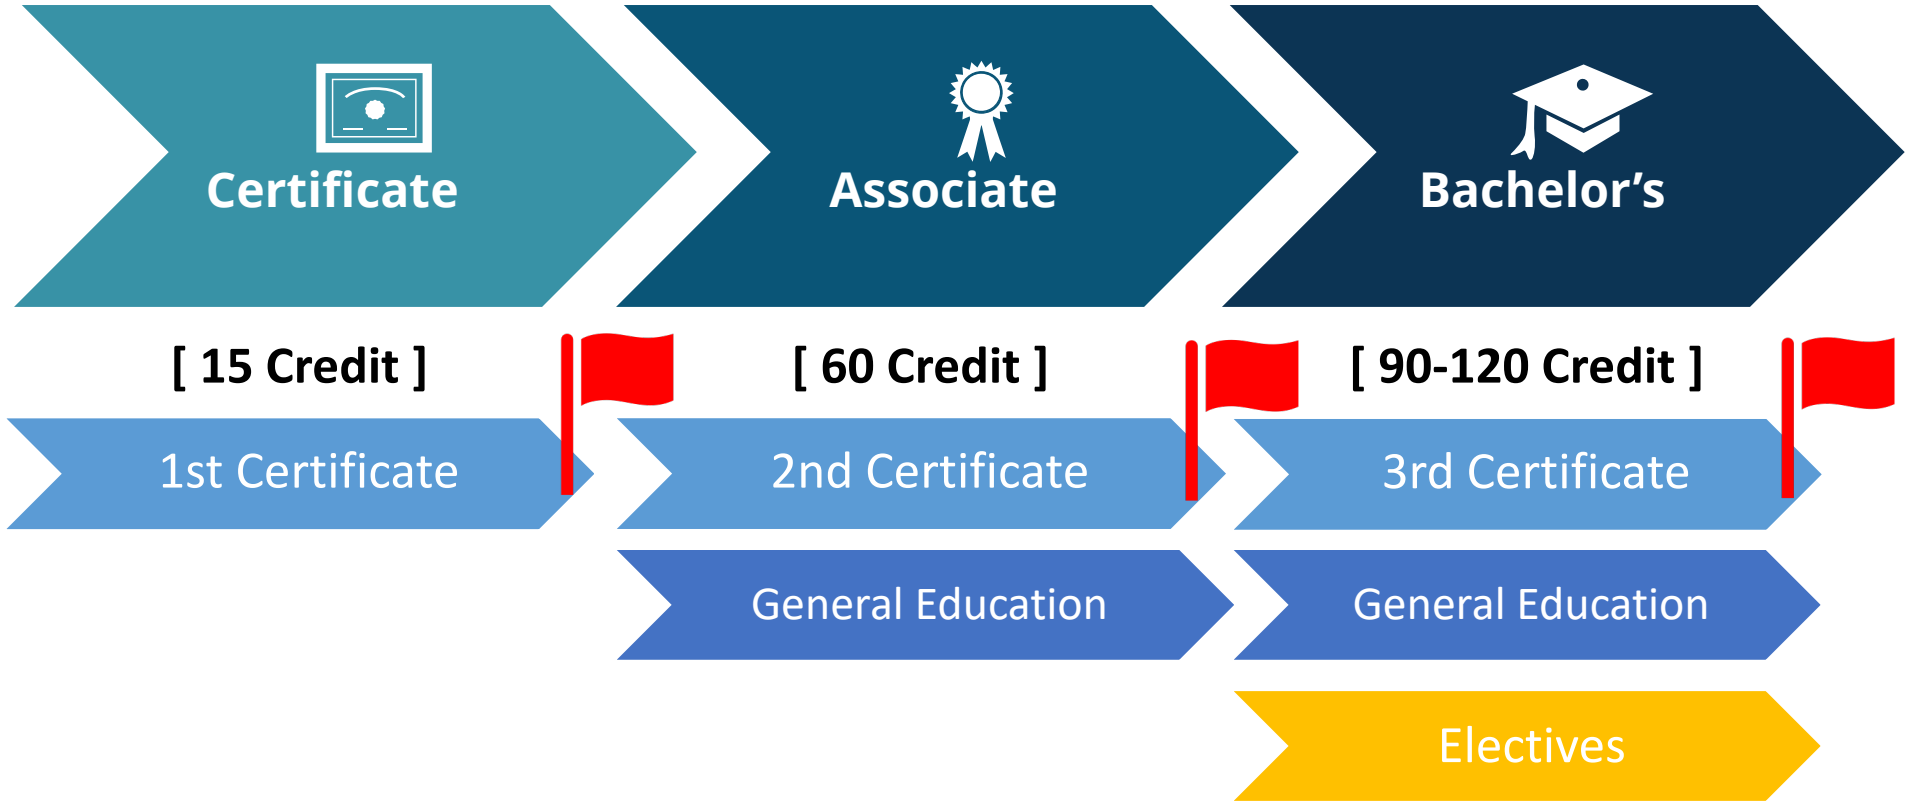 Certificate
Associate
Bachelor’s
[ 15 Credit ]
[ 60 Credit ]
[ 90-120 Credit ]
1st Certificate
2nd Certificate
3rd Certificate
General Education
General Education
Electives